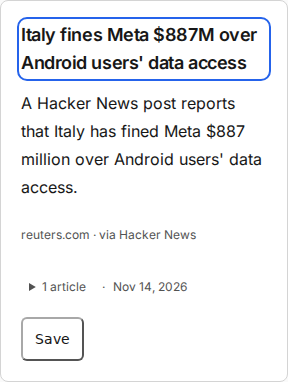 Italy fines Meta $887M over
Android users' data access
A Hacker News post reports
that Italy has fined Meta $887
million over Android users' data
access.
reuters.com · via Hacker News
▶ 1 article · Nov 14, 2026
Save